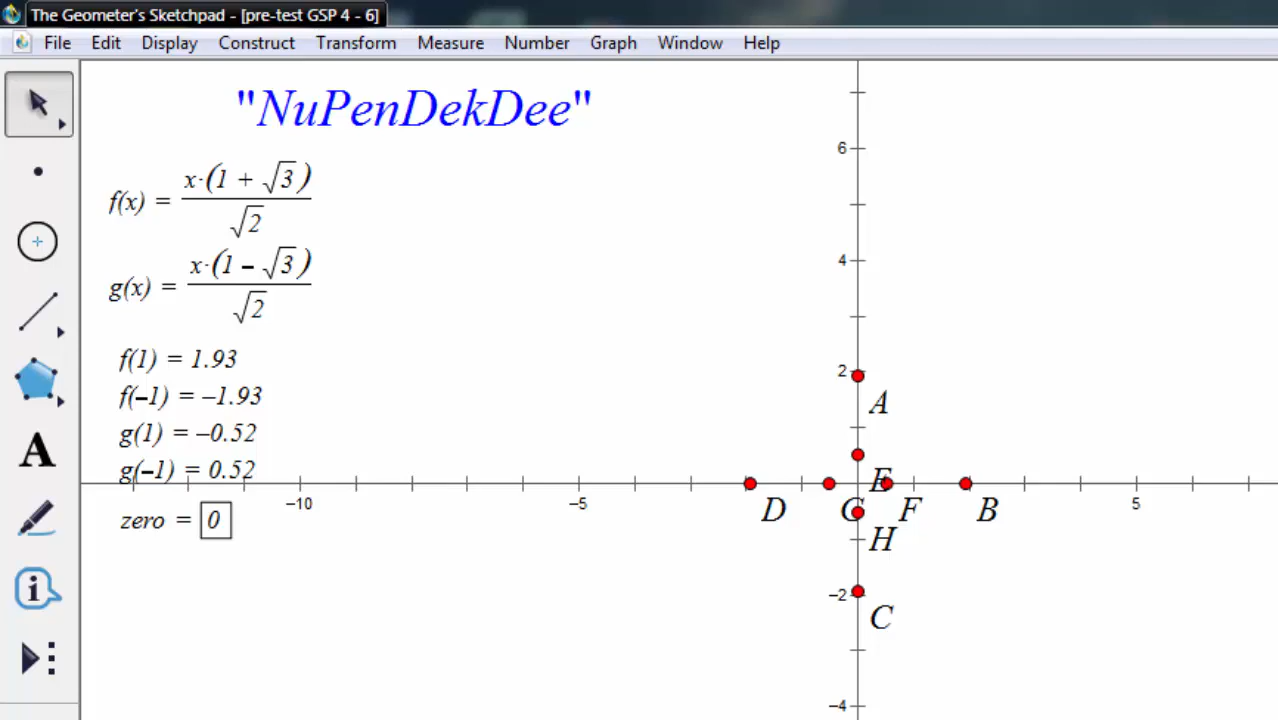 The Geometer's Sketchpad - [pre-test GSP 4 - 6]
File Edit Display Construct Transform Measure Number Graph Window Help
"NuPenDekDee"
f(x) = x·(1 + √3) / √2
g(x) = x·(1 – √3) / √2
f(1) = 1.93
f(–1) = –1.93
g(1) = –0.52
g(–1) = 0.52
zero = 0
6
4
2
A
E
–10 –5 5
D G F B
H
–2
C
–4
A
i